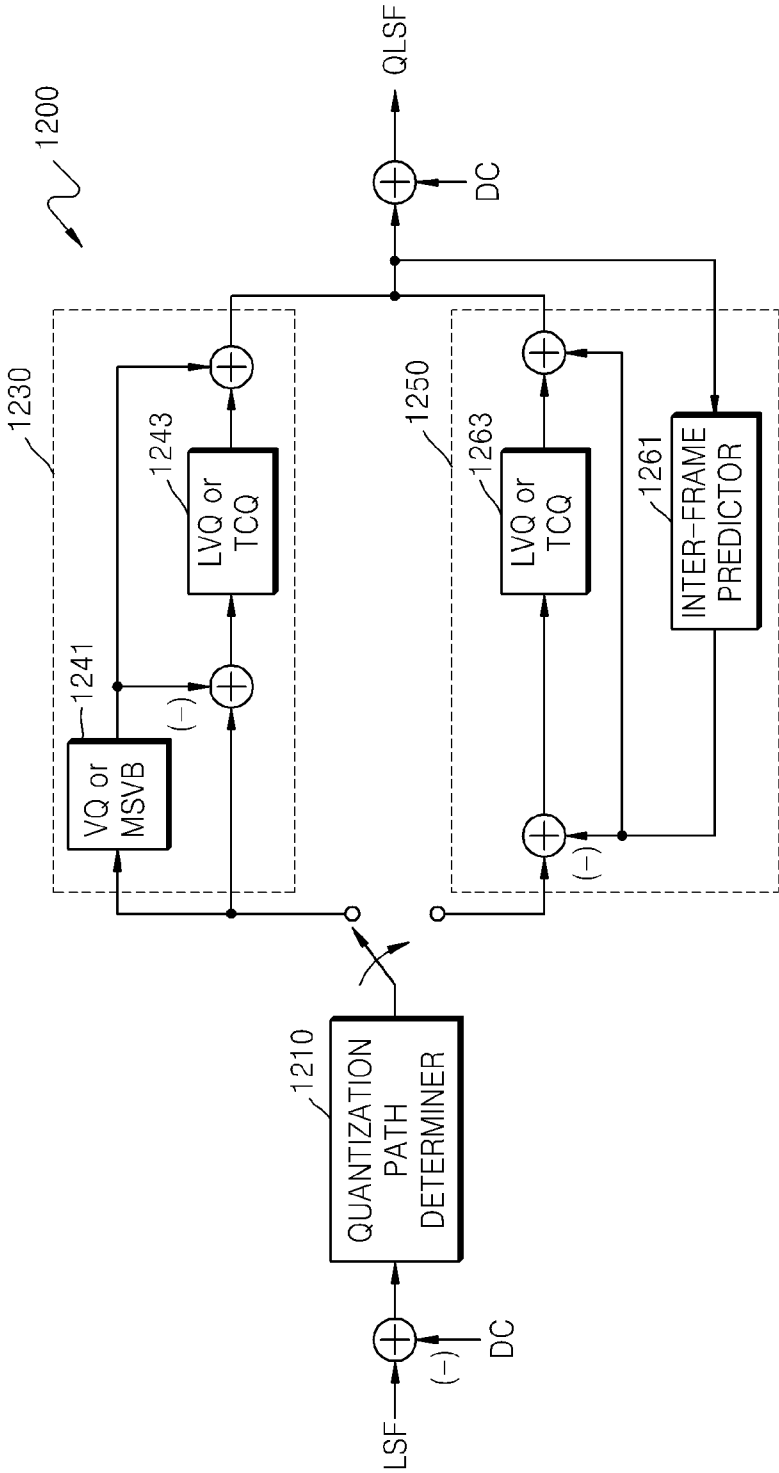 1200
LSF
(-)
DC
1210
QUANTIZATION
PATH
DETERMINER
1230
1241
VQ or
MSVB
(-)
1243
LVQ or
TCQ
1250
(-)
1263
LVQ or
TCQ
1261
INTER-FRAME
PREDICTOR
DC
QLSF